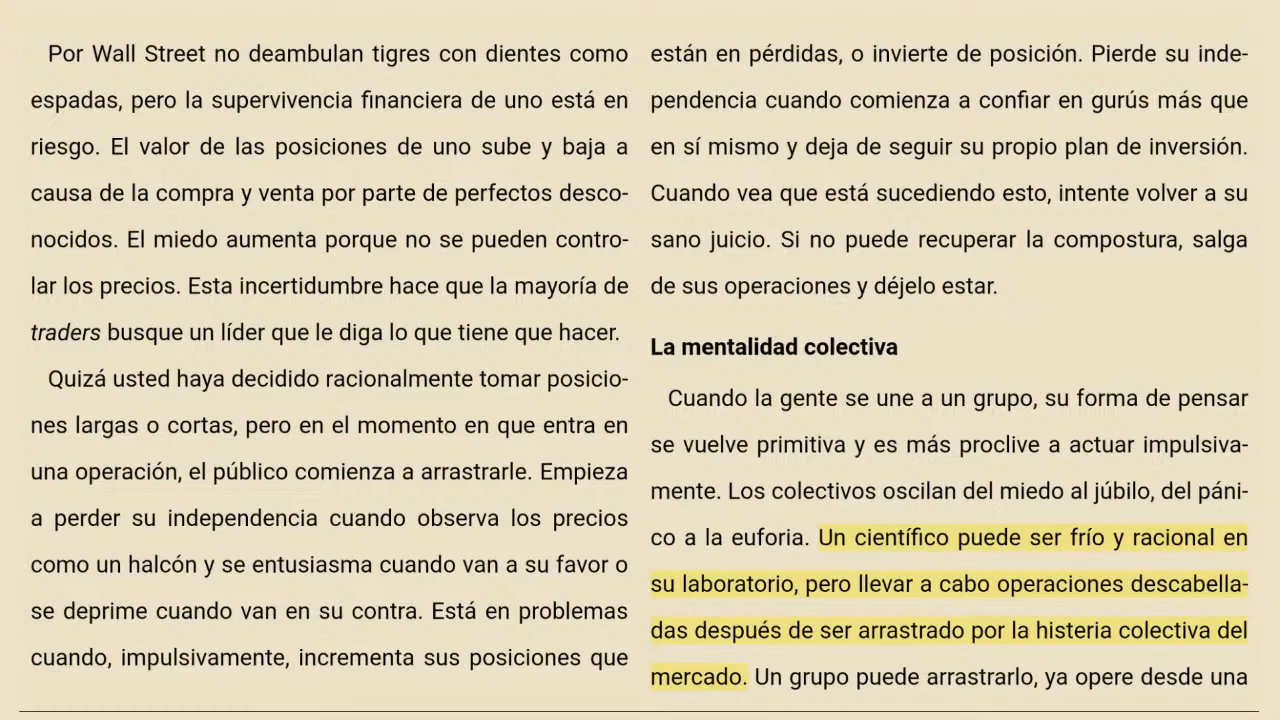 Por Wall Street no deambulan tigres con dientes como
espadas, pero la supervivencia financiera de uno está en
riesgo. El valor de las posiciones de uno sube y baja a
causa de la compra y venta por parte de perfectos desco-
nocidos. El miedo aumenta porque no se pueden contro-
lar los precios. Esta incertidumbre hace que la mayoría de
traders busque un líder que le diga lo que tiene que hacer.
Quizá usted haya decidido racionalmente tomar posicio-
nes largas o cortas, pero en el momento en que entra en
una operación, el público comienza a arrastrarle. Empieza
a perder su independencia cuando observa los precios
como un halcón y se entusiasma cuando van a su favor o
se deprime cuando van en su contra. Está en problemas
cuando, impulsivamente, incrementa sus posiciones que
están en pérdidas, o invierte de posición. Pierde su inde-
pendencia cuando comienza a confiar en gurús más que
en sí mismo y deja de seguir su propio plan de inversión.
Cuando vea que está sucediendo esto, intente volver a su
sano juicio. Si no puede recuperar la compostura, salga
de sus operaciones y déjelo estar.
La mentalidad colectiva
Cuando la gente se une a un grupo, su forma de pensar
se vuelve primitiva y es más proclive a actuar impulsiva-
mente. Los colectivos oscilan del miedo al júbilo, del páni-
co a la euforia. Un científico puede ser frío y racional en
su laboratorio, pero llevar a cabo operaciones descabella-
das después de ser arrastrado por la histeria colectiva del
mercado. Un grupo puede arrastrarlo, ya opere desde una